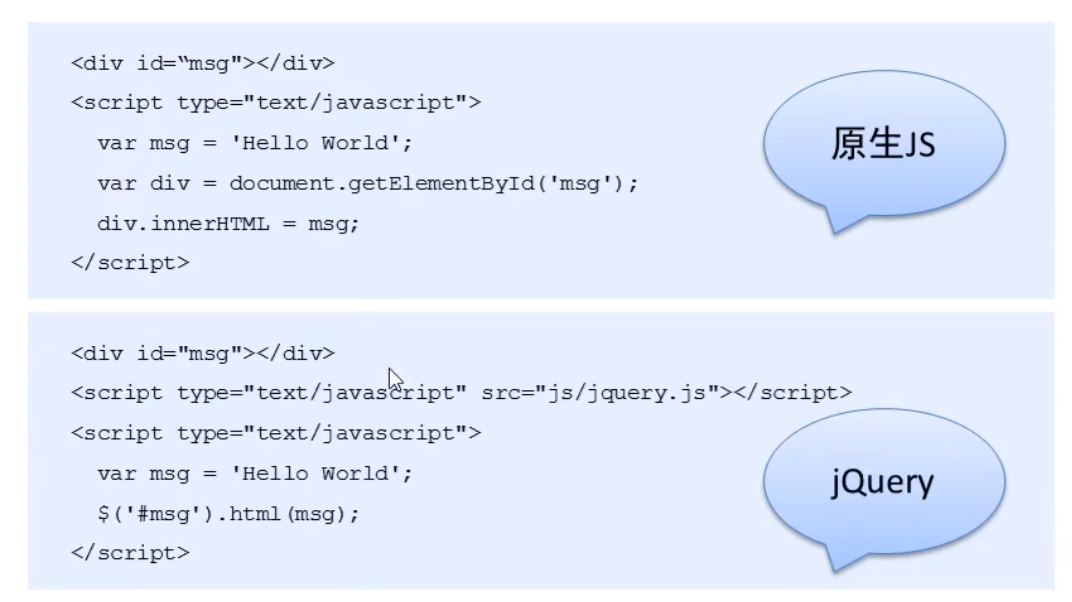 <div id=“msg"></div>
<script type="text/javascript">
var msg = 'Hello World';
var div = document.getElementById('msg');
div.innerHTML = msg;
</script>
原生JS
<div id="msg"></div>
<script type="text/javascript" src="js/jquery.js"></script>
<script type="text/javascript">
var msg = 'Hello World';
$('#msg').html(msg);
</script>
jQuery